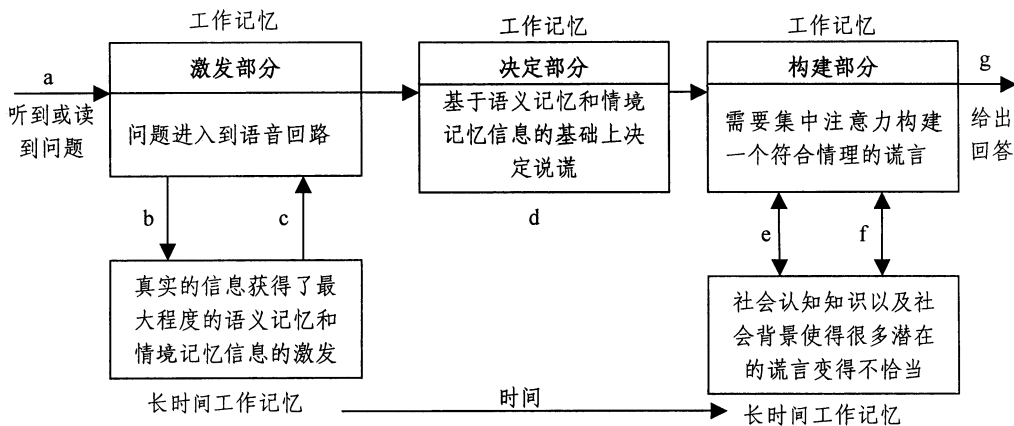 工作记忆
工作记忆
工作记忆
a
听到或读
到问题
激发部分
问题进入到语音回路
决定部分
基于语义记忆和情境
记忆信息的基础上决
定说谎
构建部分
需要集中注意力构建
一个符合情理的谎言
g
给出
回答
b
c
d
e
f
真实的信息获得了最
大程度的语义记忆和
情境记忆信息的激发
社会认知知识以及社
会背景使得很多潜在
的谎言变得不恰当
长时间工作记忆
时间
长时间工作记忆